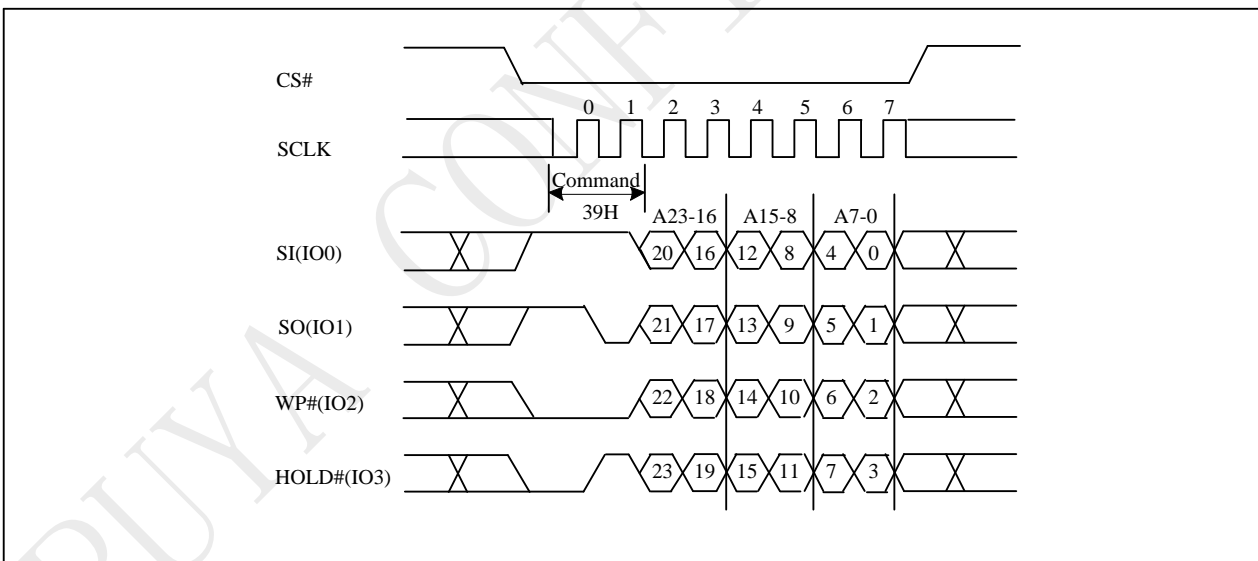 CS#
0 1 2 3 4 5 6 7
SCLK
Command
39H
A23-16 A15-8 A7-0
SI(IO0) 20 16 12 8 4 0
SO(IO1) 21 17 13 9 5 1
WP#(IO2) 22 18 14 10 6 2
HOLD#(IO3) 23 19 15 11 7 3
PUYA CONF